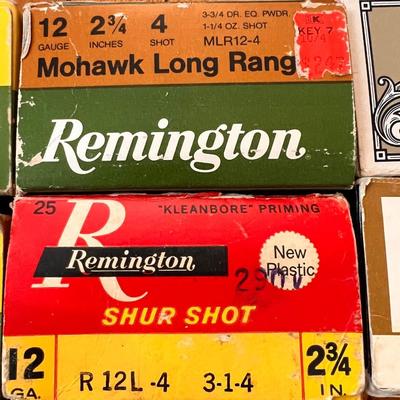 12 GAUGE 2¾ INCHES 4 SHOT
3-3/4 DR. EQ. PWDR.
1-1/4 OZ. SHOT
MLR12-4
K
KEY 7
Mohawk Long Rang
Remington
25 "KLEANBORE" PRIMING
R
Remington
New Plastic
SHUR SHOT
12 GA.
R 12L-4 3-1-4
2¾ IN.